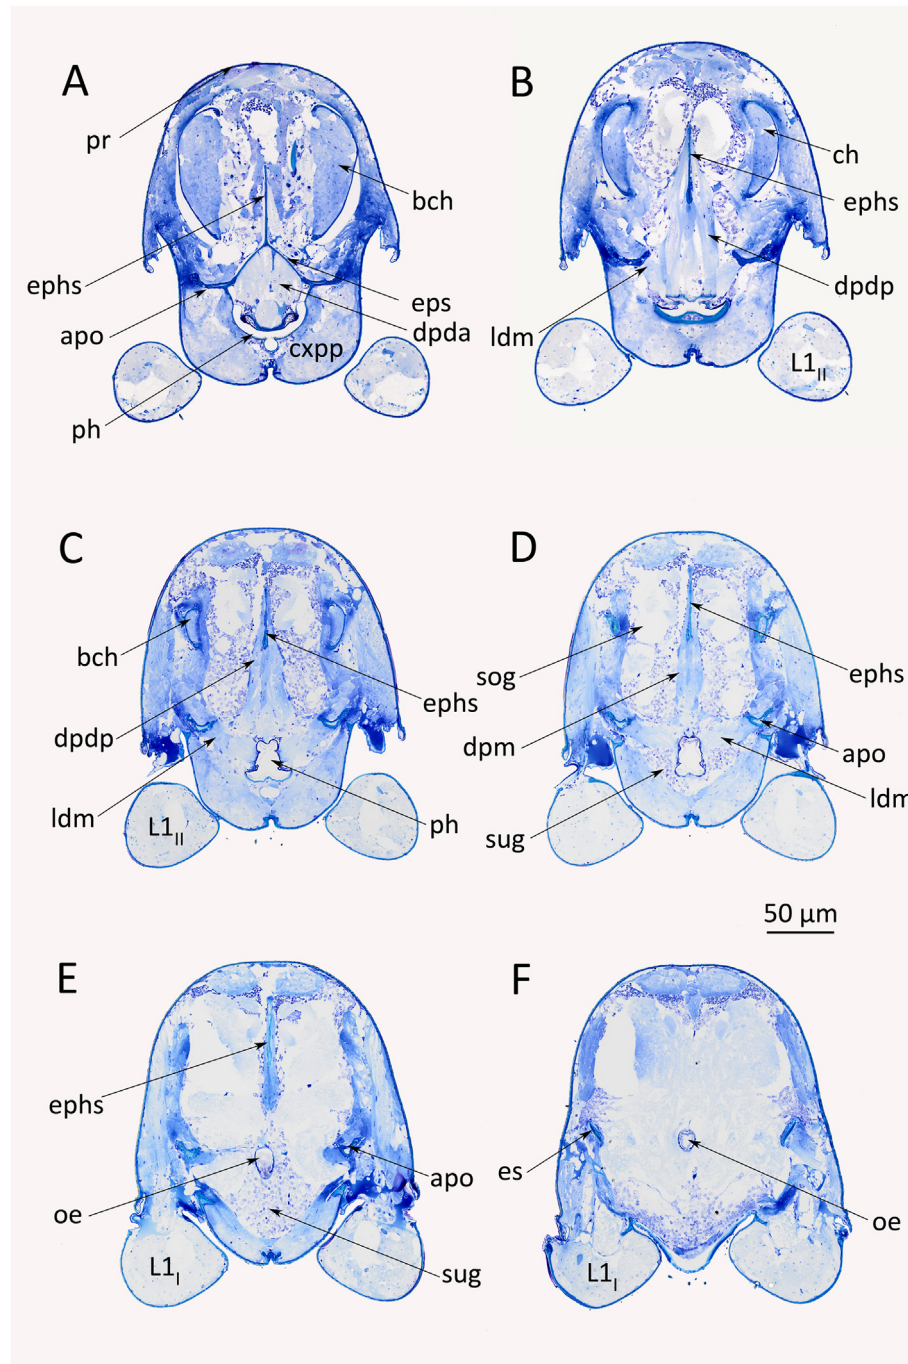 A
B
pr
ch
bch
ephs
ephs
dpdp
eps
apo
ldm
dpda
cxpp
L1II
ph
C
D
bch
ephs
sog
ephs
dpdp
dpm
apo
ldm
ldm
L1II
ph
sug
50 µm
E
F
ephs
es
apo
oe
oe
L1I
sug
L1I